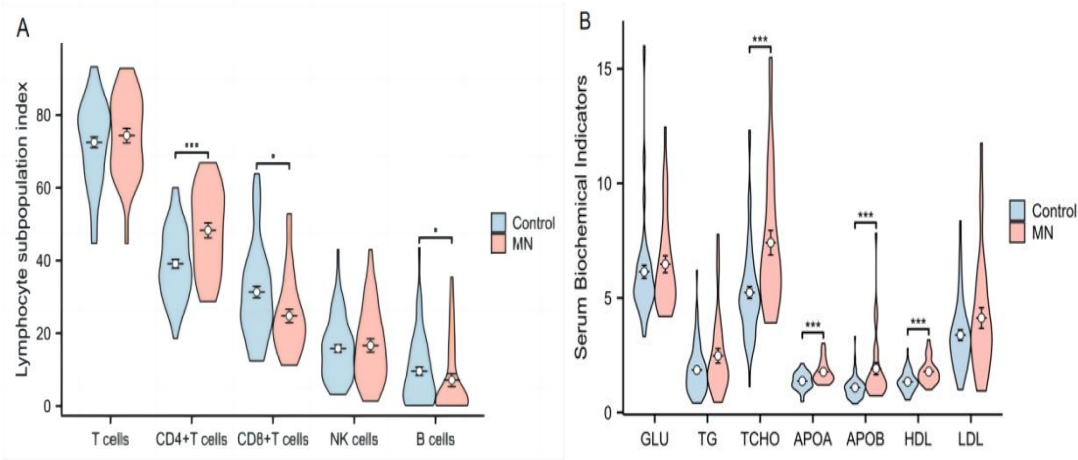 A
Lymphocyte subpopulation index
80
60
40
20
0
***
*
*
T cells CD4+T cells CD8+T cells NK cells B cells
Control
MN
B
Serum Biochemical Indicators
15
10
5
0
***
***
***
***
GLU TG TCHO APOA APOB HDL LDL
Control
MN